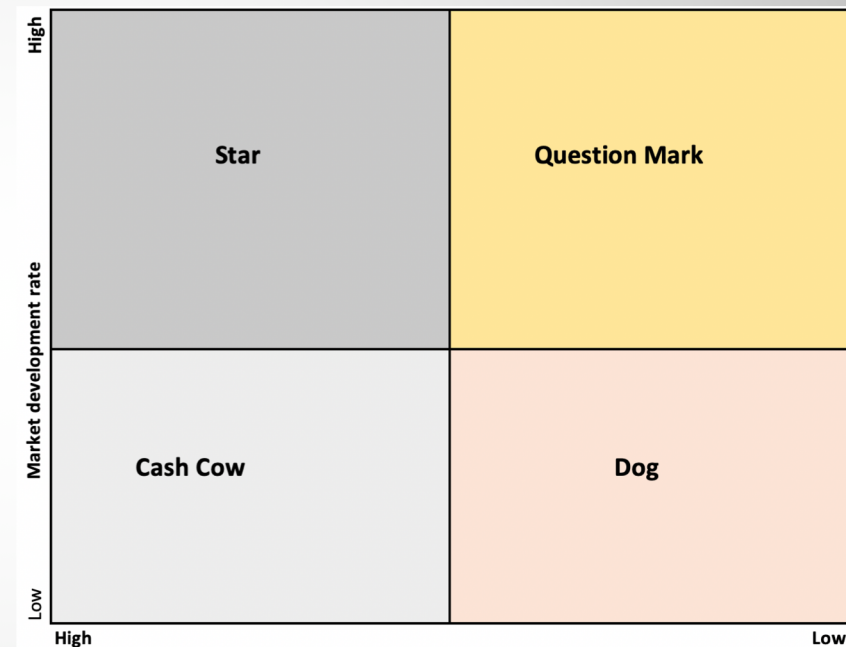 High
Star
Question Mark
Market development rate
Cash Cow
Dog
Low
High
Low